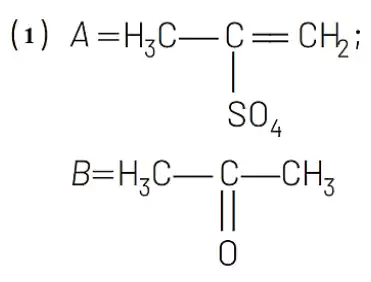 (1) A=H₃C—C=CH₂;
|
SO₄
B=H₃C—C—CH₃
||
O